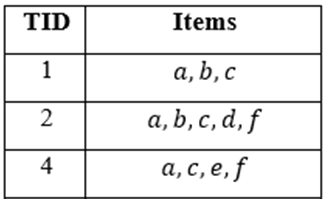 TID Items
1 a, b, c
2 a, b, c, d, f
4 a, c, e, f